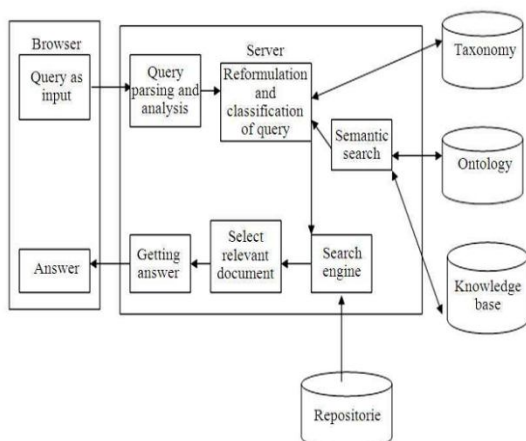 Browser
Server
Query as
input
Query
parsing and
analysis
Reformulation
and
classification
of query
Semantic
search
Taxonomy
Ontology
Knowledge
base
Answer
Getting
answer
Select
relevant
document
Search
engine
Repositorie